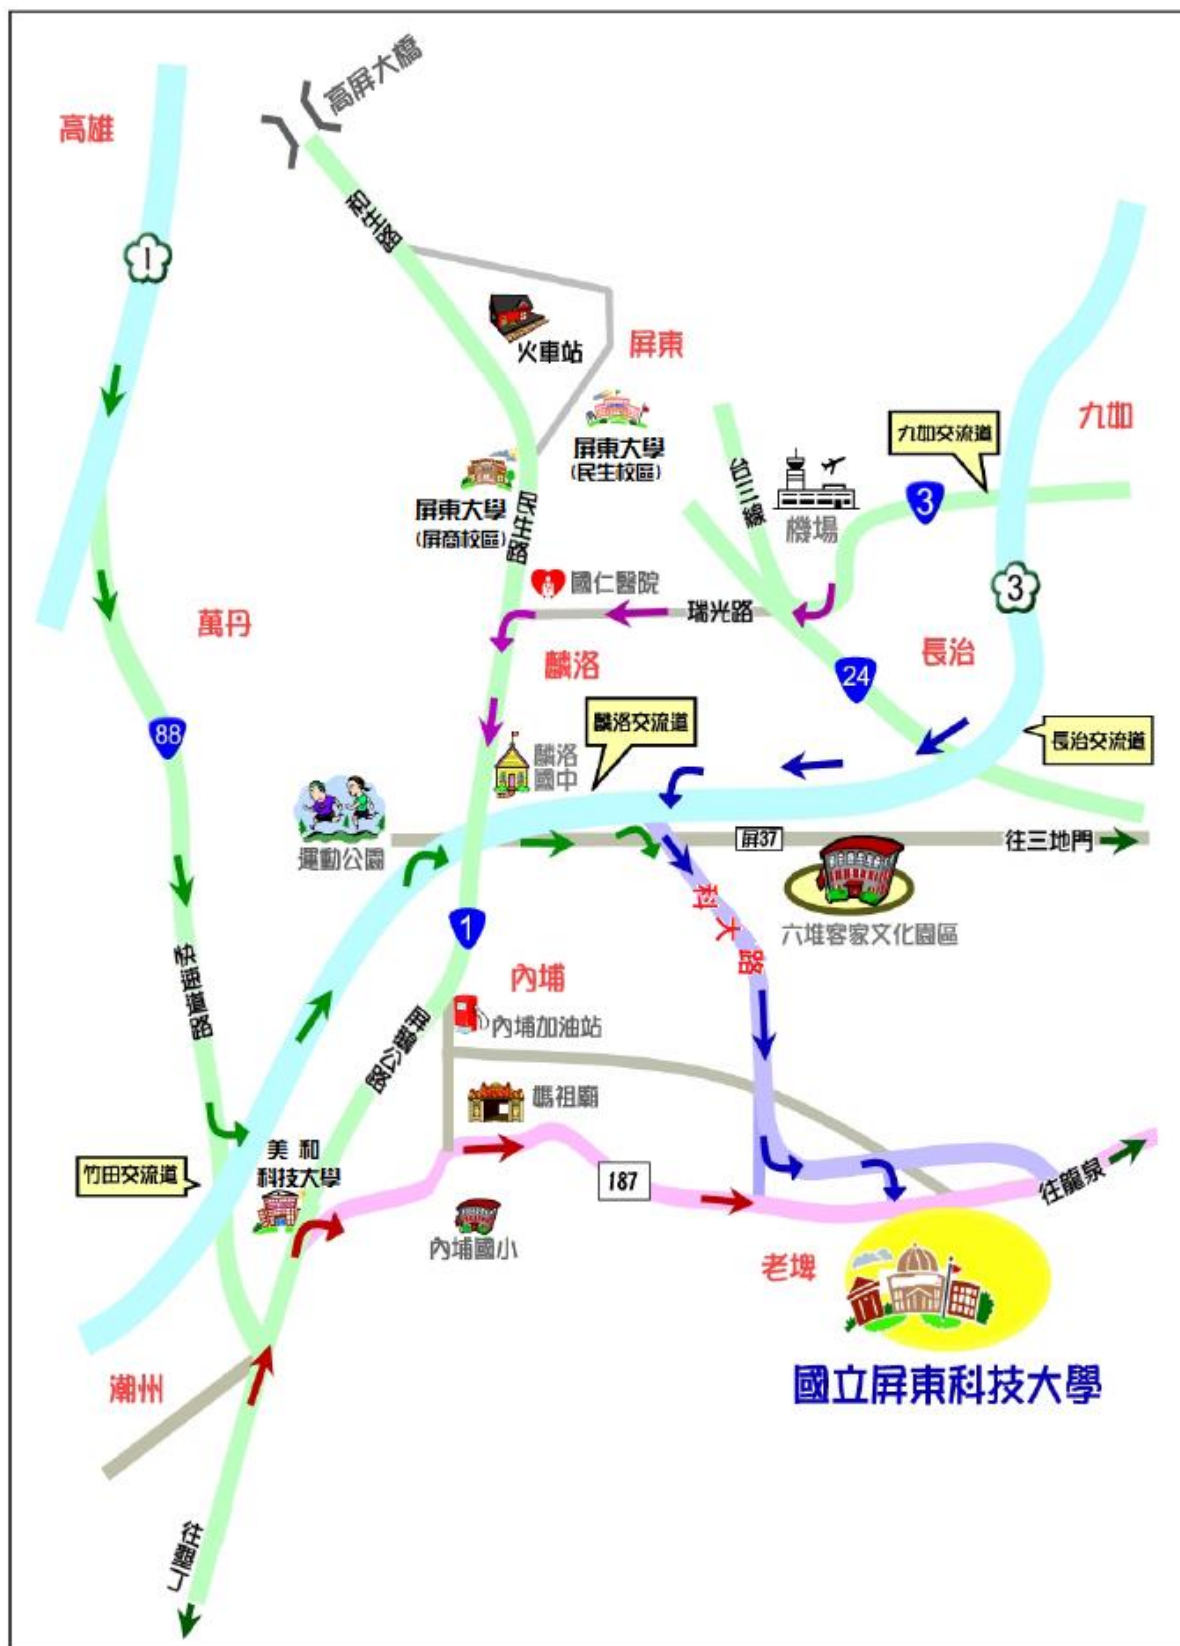 高屏大橋
高雄
1
和生路
火車站
屏東
九如
九如交流道
屏東大學
(民生校區)
屏東大學
(屏商校區)
民生路
台三線
機場
3
3
國仁醫院
瑞光路
萬丹
麟洛
長治
24
88
麟洛交流道
長治交流道
麟洛
國中
運動公園
屏37
往三地門
科大路
六堆客家文化園區
1
快速道路
內埔
內埔加油站
屏鵝公路
媽祖廟
美和
科技大學
竹田交流道
187
往龍泉
內埔國小
老埤
國立屏東科技大學
潮州
往墾丁